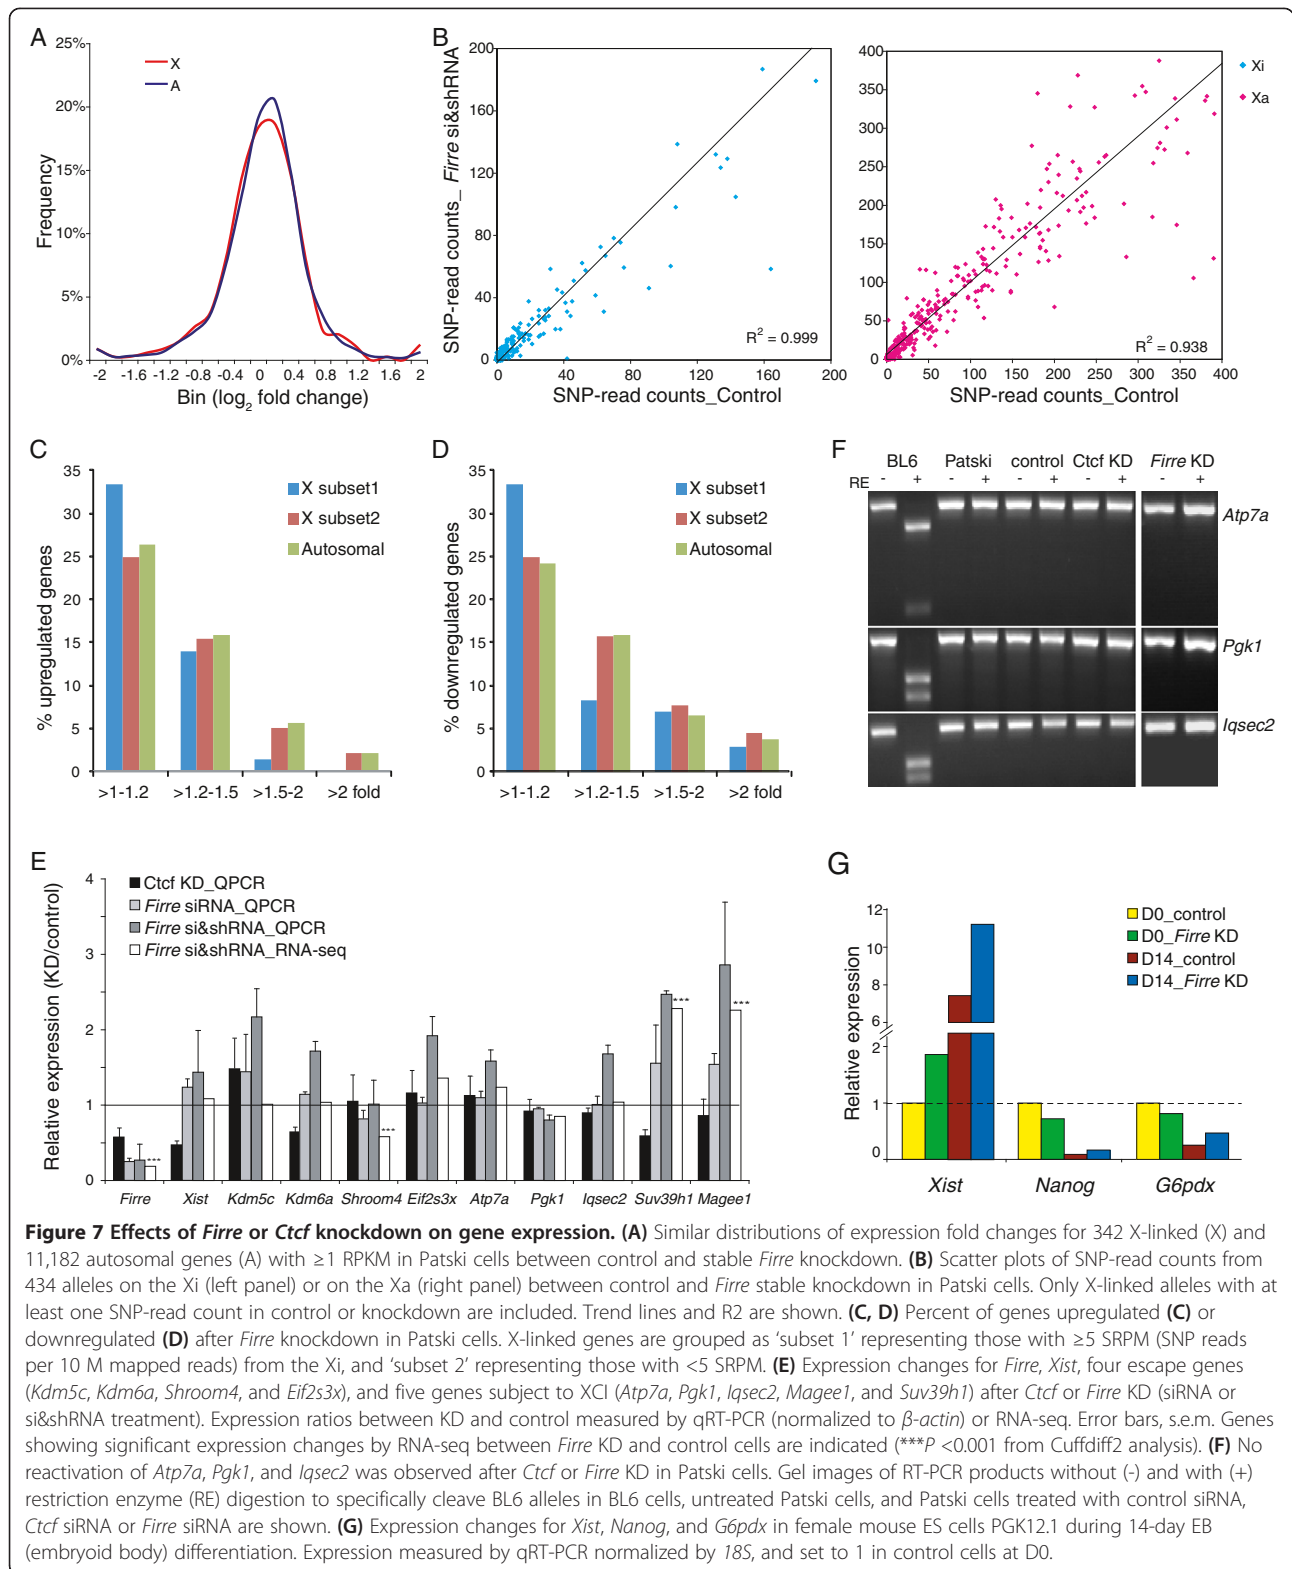 A
25%
20%
15%
10%
5%
0%
Frequency
X
A
-2 -1.6 -1.2 -0.4 0 0.4 1.2 1.6 2
Bin (log2 fold change)
B
SNP-read counts_ Firre si&shRNA
200
160
120
80
40
0
0 40 80 120 160 200
R2 = 0.999
SNP-read counts_Control
400
350
300
250
200
150
100
50
0
0 50 100 150 200 250 300 350 400
R2 = 0.938
SNP-read counts_Control
Xi
Xa
C
% upregulated genes
35
30
25
20
15
10
5
0
X subset1
X subset2
Autosomal
>1-1.2 >1.2-1.5 >1.5-2 >2 fold
D
% downregulated genes
35
30
25
20
15
10
5
0
X subset1
X subset2
Autosomal
>1-1.2 >1.2-1.5 >1.5-2 >2 fold
F
BL6 Patski control Ctcf KD Firre KD
RE - + - + - + - + - +
Atp7a
Pgk1
Iqsec2
E
Relative expression (KD/control)
4
3
2
1
0
Ctcf KD_QPCR
Firre siRNA_QPCR
Firre si&shRNA_QPCR
Firre si&shRNA_RNA-seq
*** *** *** ***
Firre Xist Kdm5c Kdm6a Shroom4 Eif2s3x Atp7a Pgk1 Iqsec2 Suv39h1 Magee1
G
Relative expression
12
10
8
6
2
1
0
D0_control
D0_Firre KD
D14_control
D14_Firre KD
Xist Nanog G6pdx
Figure 7 Effects of Firre or Ctcf knockdown on gene expression. (A) Similar distributions of expression fold changes for 342 X-linked (X) and
11,182 autosomal genes (A) with ≥1 RPKM in Patski cells between control and stable Firre knockdown. (B) Scatter plots of SNP-read counts from
434 alleles on the Xi (left panel) or on the Xa (right panel) between control and Firre stable knockdown in Patski cells. Only X-linked alleles with at
least one SNP-read count in control or knockdown are included. Trend lines and R2 are shown. (C, D) Percent of genes upregulated (C) or
downregulated (D) after Firre knockdown in Patski cells. X-linked genes are grouped as ‘subset 1’ representing those with ≥5 SRPM (SNP reads
per 10 M mapped reads) from the Xi, and ‘subset 2’ representing those with <5 SRPM. (E) Expression changes for Firre, Xist, four escape genes
(Kdm5c, Kdm6a, Shroom4, and Eif2s3x), and five genes subject to XCI (Atp7a, Pgk1, Iqsec2, Magee1, and Suv39h1) after Ctcf or Firre KD (siRNA or
si&shRNA treatment). Expression ratios between KD and control measured by qRT-PCR (normalized to β-actin) or RNA-seq. Error bars, s.e.m. Genes
showing significant expression changes by RNA-seq between Firre KD and control cells are indicated (***P <0.001 from Cuffdiff2 analysis). (F) No
reactivation of Atp7a, Pgk1, and Iqsec2 was observed after Ctcf or Firre KD in Patski cells. Gel images of RT-PCR products without (-) and with (+)
restriction enzyme (RE) digestion to specifically cleave BL6 alleles in BL6 cells, untreated Patski cells, and Patski cells treated with control siRNA,
Ctcf siRNA or Firre siRNA are shown. (G) Expression changes for Xist, Nanog, and G6pdx in female mouse ES cells PGK12.1 during 14-day EB
(embryoid body) differentiation. Expression measured by qRT-PCR normalized by 18S, and set to 1 in control cells at D0.